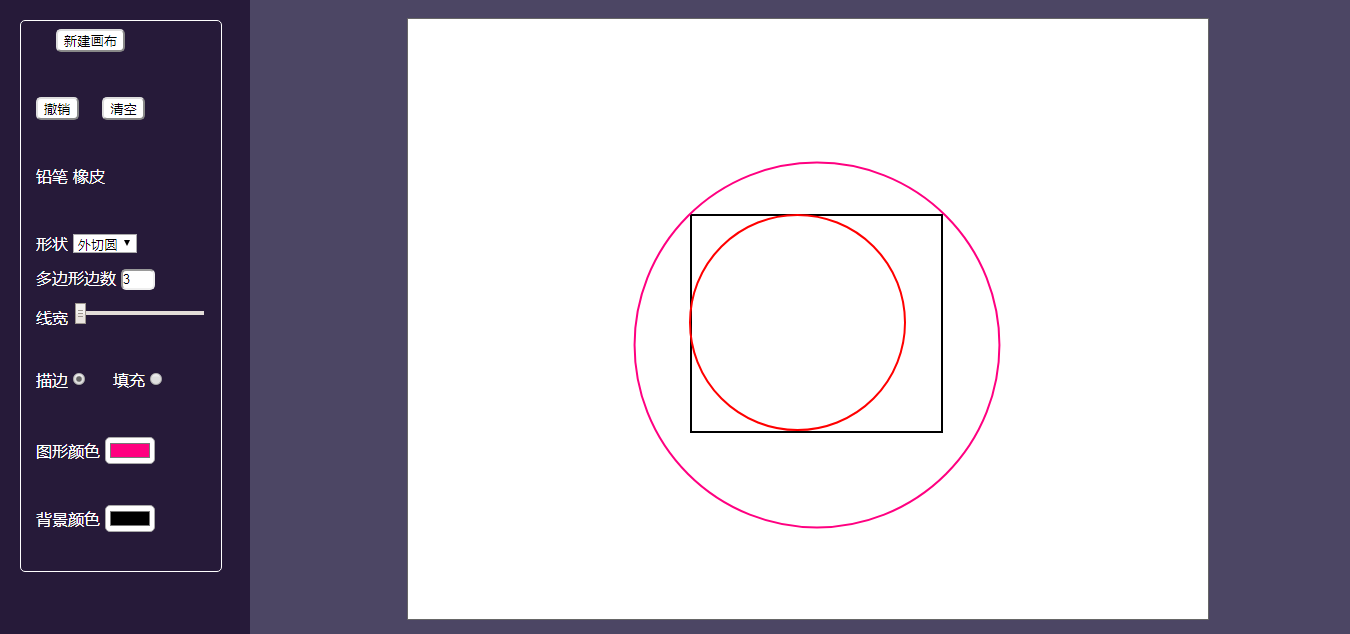 新建画布
撤销 清空
铅笔 橡皮
形状 外切圆
多边形边数 3
线宽
描边 填充
图形颜色
背景颜色